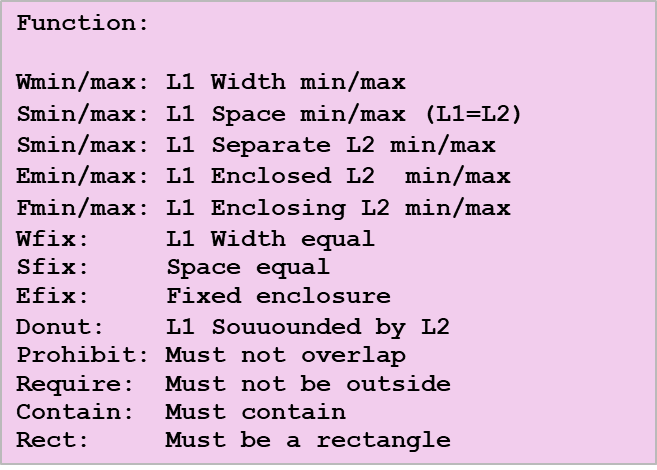 Function:
Wmin/max: L1 Width min/max
Smin/max: L1 Space min/max (L1=L2)
Smin/max: L1 Separate L2 min/max
Emin/max: L1 Enclosed L2  min/max
Fmin/max: L1 Enclosing L2 min/max
Wfix:     L1 Width equal
Sfix:     Space equal
Efix:     Fixed enclosure
Donut:    L1 Souuounded by L2
Prohibit: Must not overlap
Require:  Must not be outside
Contain:  Must contain
Rect:     Must be a rectangle